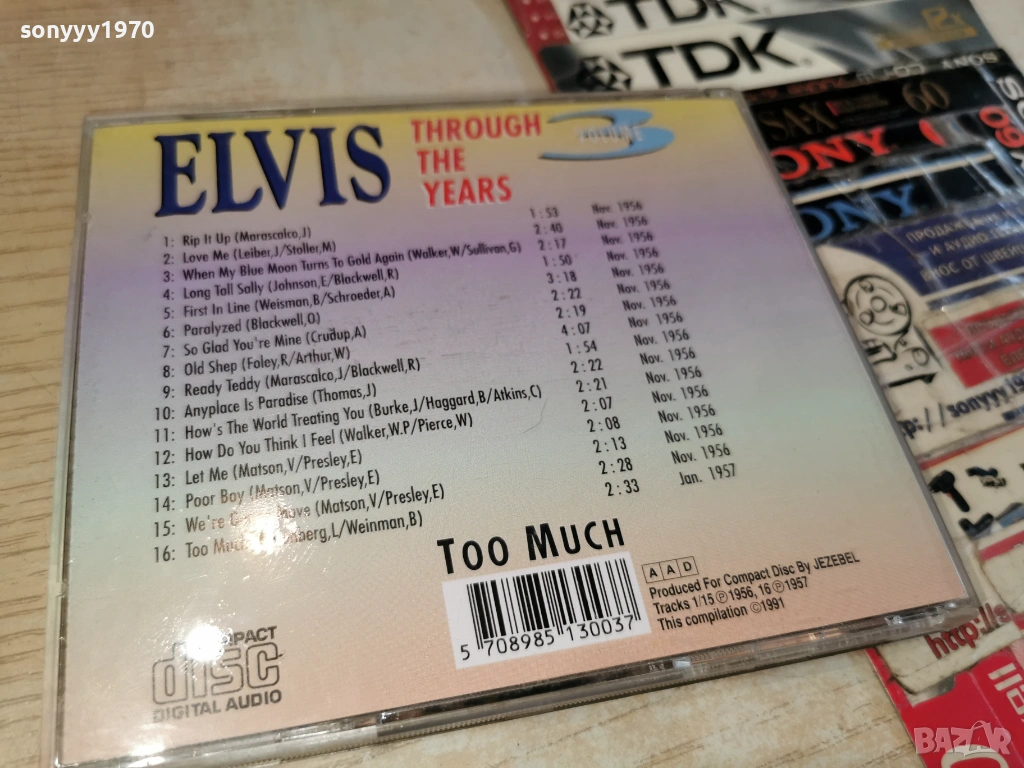 sonyyy1970
TDK
TDK
SA-X
60
SONY
SONY
ELVIS
THROUGH
THE
YEARS
3
1: Rip It Up (Marascalco,J) 1:53 Nov. 1956
2: Love Me (Leiber,J/Stoller,M) 2:40 Nov. 1956
3: When My Blue Moon Turns To Gold Again (Walker,W/Sullivan,G) 2:17 Nov. 1956
4: Long Tall Sally (Johnson,E/Blackwell,R) 1:50 Nov. 1956
5: First In Line (Weisman,B/Schroeder,A) 3:18 Nov. 1956
6: Paralyzed (Blackwell,O) 2:22 Nov. 1956
7: So Glad You're Mine (Crudup,A) 2:19 Nov. 1956
8: Old Shep (Foley,R/Arthur,W) 4:07 Nov 1956
9: Ready Teddy (Marascalco,J/Blackwell,R) 1:54 Nov. 1956
10: Anyplace Is Paradise (Thomas,J) 2:22 Nov. 1956
11: How's The World Treating You (Burke,J/Haggard,B/Atkins,C) 2:21 Nov. 1956
12: How Do You Think I Feel (Walker,W.P/Pierce,W) 2:07 Nov. 1956
13: Let Me (Matson,V/Presley,E) 2:08 Nov. 1956
14: Poor Boy (Matson,V/Presley,E) 2:13 Nov. 1956
15: We're Move (Matson,V/Presley,E) 2:28 Nov. 1956
16: Too Much L/Weinman,B) 2:33 Jan. 1957
TOO MUCH
5 708985 130037
AAD
Produced For Compact Disc By JEZEBEL
Tracks 1/15 Ⓟ1956, 16 Ⓟ1957
This compilation ©1991
COMPACT
disc
DIGITAL AUDIO
BAZAR